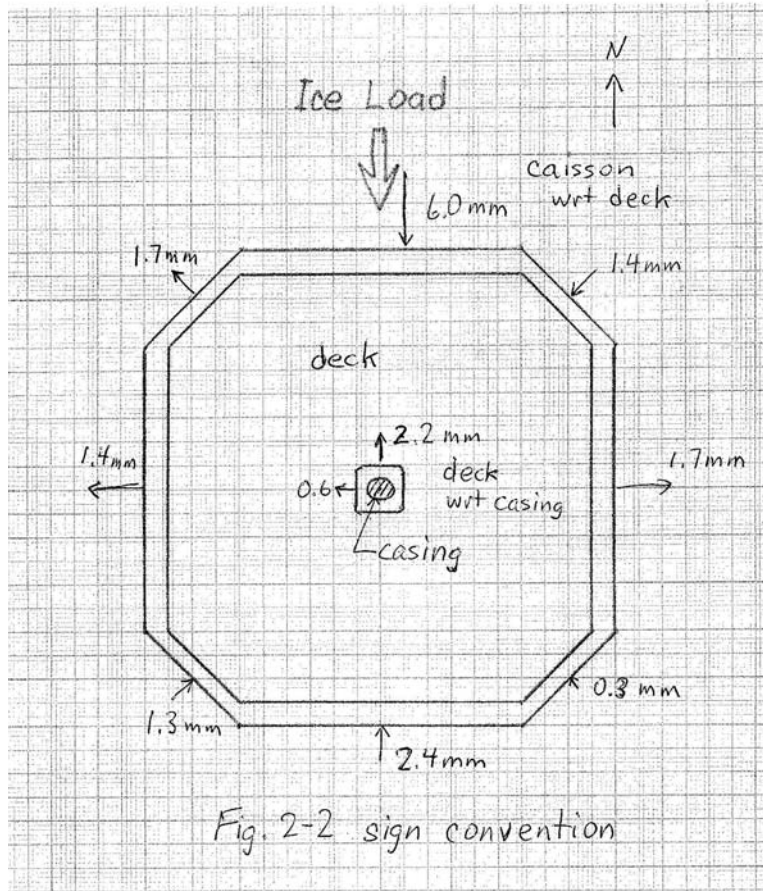 N
Ice Load
caisson
wrt deck
6.0mm
1.7mm
1.4mm
deck
2.2 mm
1.4mm
deck
1.7mm
0.6
wrt casing
casing
0.3 mm
1.3mm
2.4mm
Fig. 2-2 sign convention